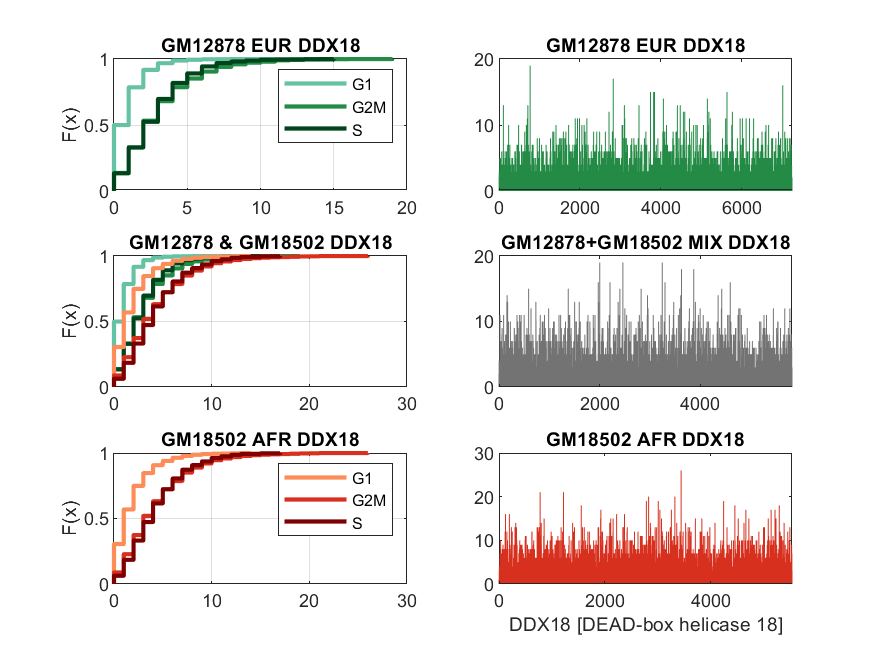 GM12878 EUR DDX18
F(x)
1
0.5
0
0 5 10 15 20
G1
G2M
S
GM12878 EUR DDX18
20
10
0
0 2000 4000 6000
GM12878 & GM18502 DDX18
F(x)
1
0.5
0
0 10 20 30
GM12878+GM18502 MIX DDX18
20
10
0
0 2000 4000
GM18502 AFR DDX18
F(x)
1
0.5
0
0 10 20 30
G1
G2M
S
GM18502 AFR DDX18
30
20
10
0
0 2000 4000
DDX18 [DEAD-box helicase 18]